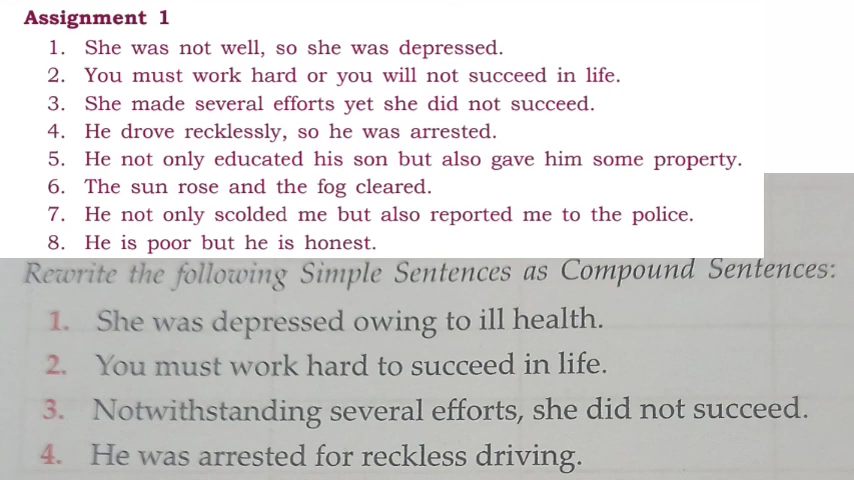 Assignment 1
1. She was not well, so she was depressed.
2. You must work hard or you will not succeed in life.
3. She made several efforts yet she did not succeed.
4. He drove recklessly, so he was arrested.
5. He not only educated his son but also gave him some property.
6. The sun rose and the fog cleared.
7. He not only scolded me but also reported me to the police.
8. He is poor but he is honest.
Rewrite the following Simple Sentences as Compound Sentences:
1. She was depressed owing to ill health.
2. You must work hard to succeed in life.
3. Notwithstanding several efforts, she did not succeed.
4. He was arrested for reckless driving.